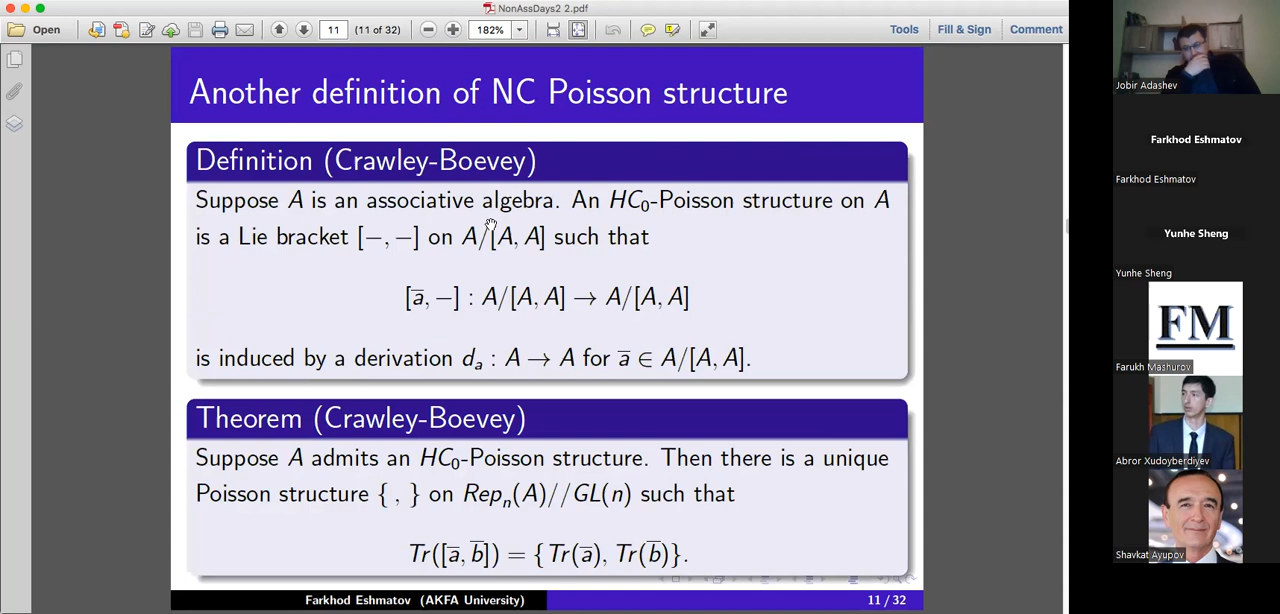 NonAssDays2 2.pdf
Open
11
(11 of 32)
182%
Tools
Fill & Sign
Comment
Another definition of NC Poisson structure
Definition (Crawley-Boevey)
Suppose A is an associative algebra. An HC₀-Poisson structure on A
is a Lie bracket [−, −] on A/[A, A] such that
[a̅, −] : A/[A, A] → A/[A, A]
is induced by a derivation dₐ : A → A for a̅ ∈ A/[A, A].
Theorem (Crawley-Boevey)
Suppose A admits an HC₀-Poisson structure. Then there is a unique
Poisson structure { , } on Repₙ(A)//GL(n) such that
Tr([a̅, b̅]) = {Tr(a̅), Tr(b̅)}.
Farkhod Eshmatov (AKFA University)
11 / 32
Jobir Adashev
Farkhod Eshmatov
Farkhod Eshmatov
Yunhe Sheng
Yunhe Sheng
FM
Farukh Mashurov
Abror Xudoyberdiyev
Shavkat Ayupov